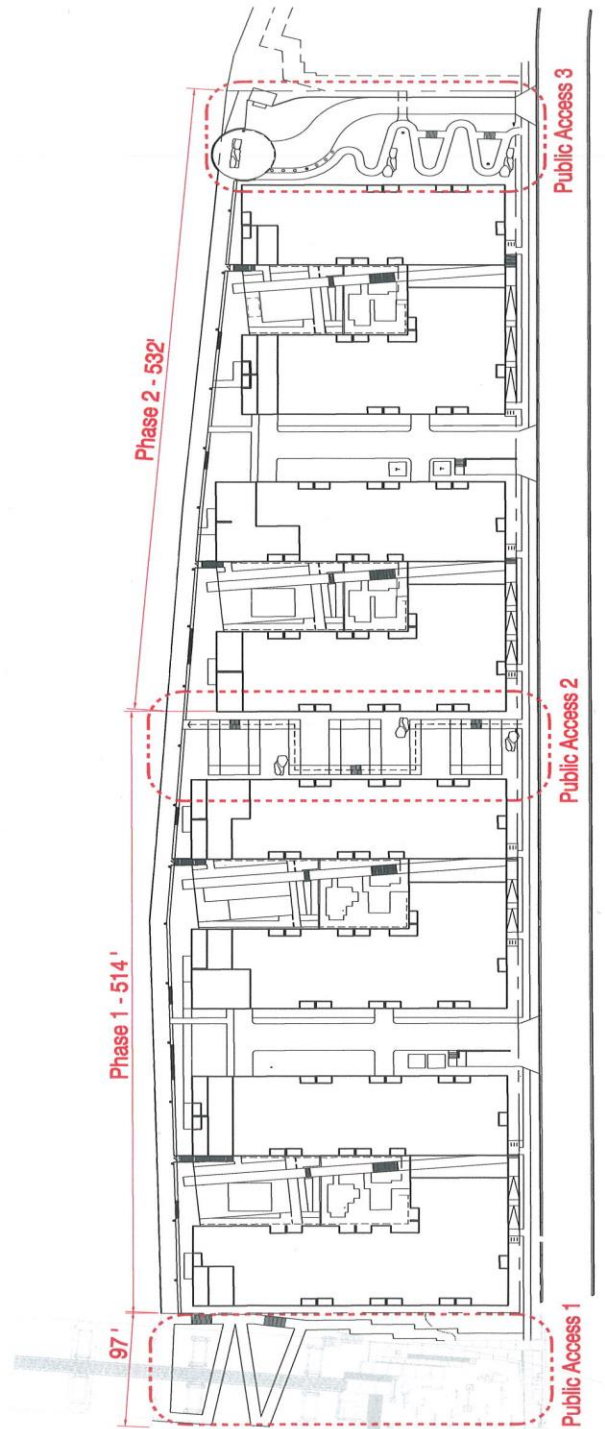 97'
Phase 1 - 514'
Phase 2 - 532'
Public Access 1
Public Access 2
Public Access 3